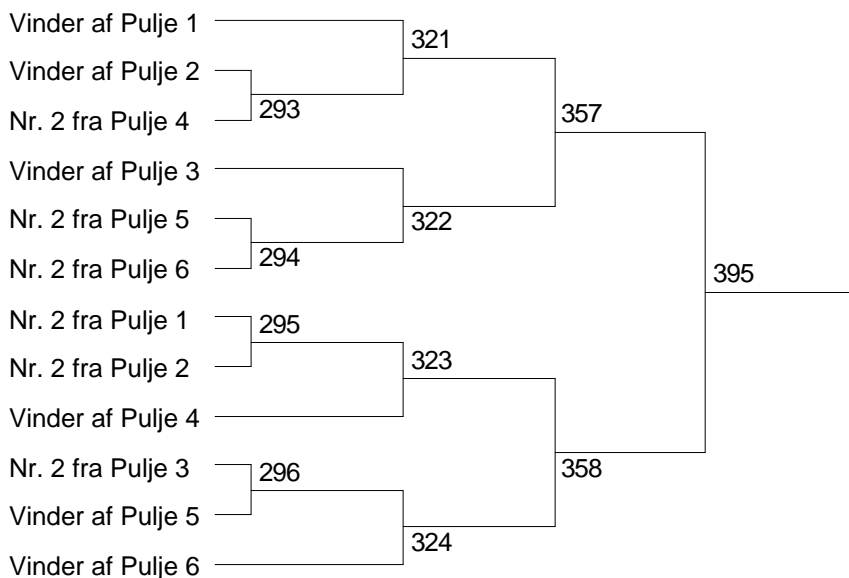 Vinder af Pulje 1
321
Vinder af Pulje 2
293
357
Nr. 2 fra Pulje 4
Vinder af Pulje 3
Nr. 2 fra Pulje 5
322
294
Nr. 2 fra Pulje 6
395
Nr. 2 fra Pulje 1
295
Nr. 2 fra Pulje 2
323
Vinder af Pulje 4
Nr. 2 fra Pulje 3
296
358
Vinder af Pulje 5
324
Vinder af Pulje 6